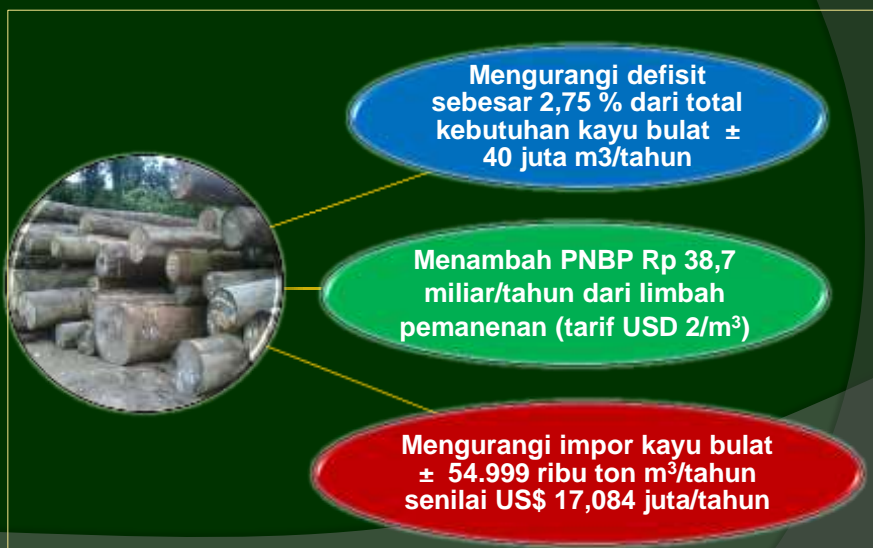 Mengurangi defisit
sebesar 2,75 % dari total
kebutuhan kayu bulat ±
40 juta m3/tahun
Menambah PNBP Rp 38,7
miliar/tahun dari limbah
pemanenan (tarif USD 2/m³)
Mengurangi impor kayu bulat
± 54.999 ribu ton m³/tahun
senilai US$ 17,084 juta/tahun